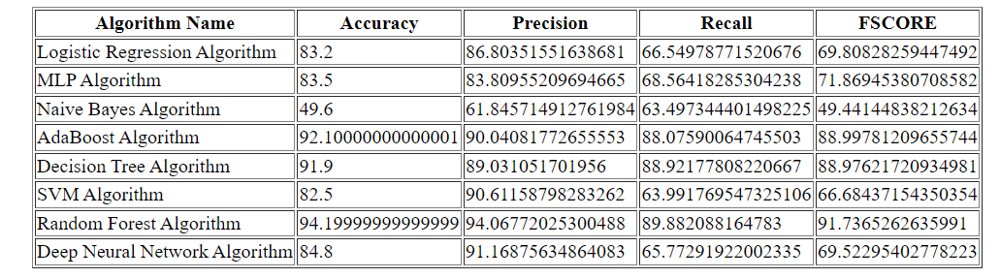 Algorithm Name Accuracy Precision Recall FSCORE
Logistic Regression Algorithm 83.2 86.80351551638681 66.54978771520676 69.80828259447492
MLP Algorithm 83.5 83.80955209694665 68.56418285304238 71.86945380708582
Naive Bayes Algorithm 49.6 61.845714912761984 63.497344401498225 49.44144838212634
AdaBoost Algorithm 92.10000000000001 90.04081772655553 88.07590064745503 88.99781209655744
Decision Tree Algorithm 91.9 89.031051701956 88.92177808220667 88.97621720934981
SVM Algorithm 82.5 90.61158798283262 63.991769547325106 66.68437154350354
Random Forest Algorithm 94.19999999999999 94.06772025300488 89.882088164783 91.7365262635991
Deep Neural Network Algorithm 84.8 91.16875634864083 65.77291922002335 69.52295402778223